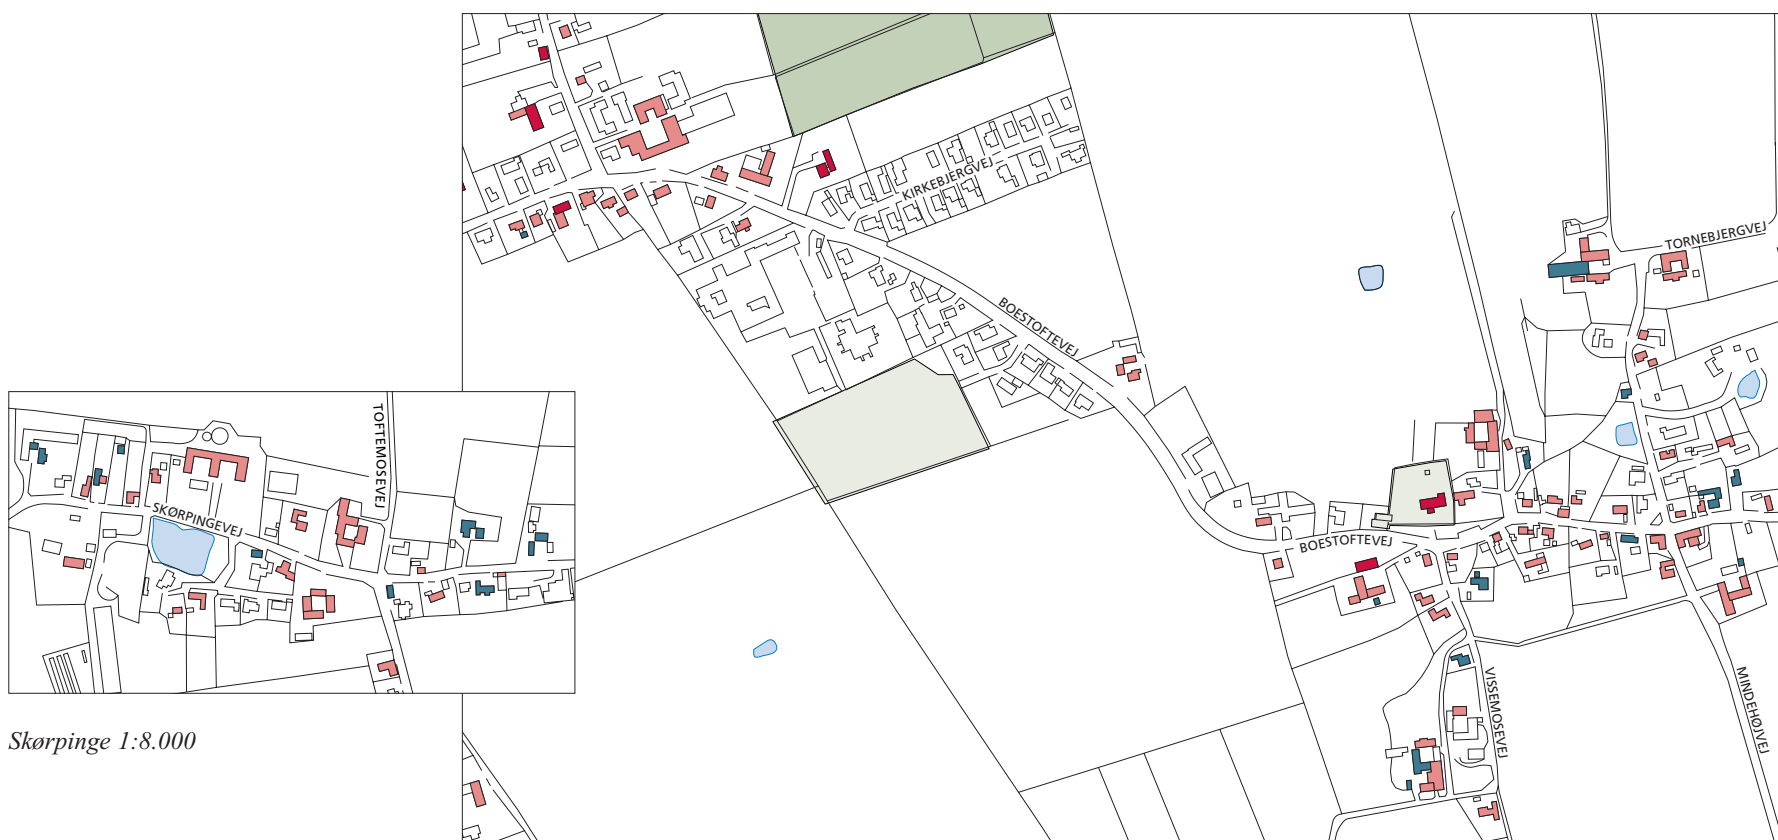 KIRKEBJERGVEJ
TORNEBJERGVEJ
BOESTOFTEVEJ
TOFTEMOSEVEJ
SKØRPINGEVEJ
BOESTOFTEVEJ
VISSEMOSEVEJ
MINDEHØJVEJ
Skørpinge 1:8.000